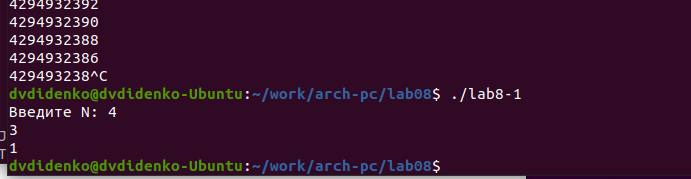 4294932392
4294932390
4294932388
4294932386
429493238^C
dvdidenko@dvdidenko-Ubuntu:~/work/arch-pc/lab08$ ./lab8-1
Введите N: 4
3
1
dvdidenko@dvdidenko-Ubuntu:~/work/arch-pc/lab08$